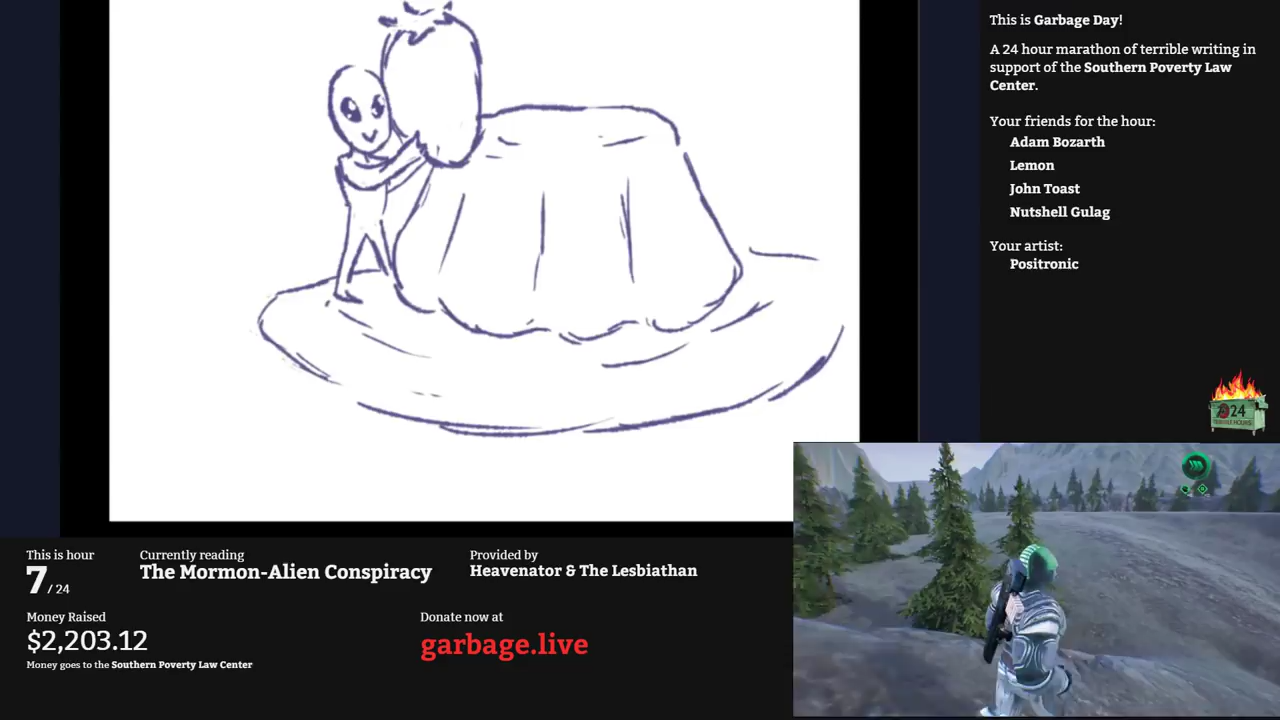 This is Garbage Day!
A 24 hour marathon of terrible writing in
support of the Southern Poverty Law
Center.
Your friends for the hour:
Adam Bozarth
Lemon
John Toast
Nutshell Gulag
Your artist:
Positronic
This is hour
7 / 24
Currently reading
The Mormon-Alien Conspiracy
Provided by
Heavenator & The Lesbiathan
Money Raised
$2,203.12
Money goes to the Southern Poverty Law Center
Donate now at
garbage.live